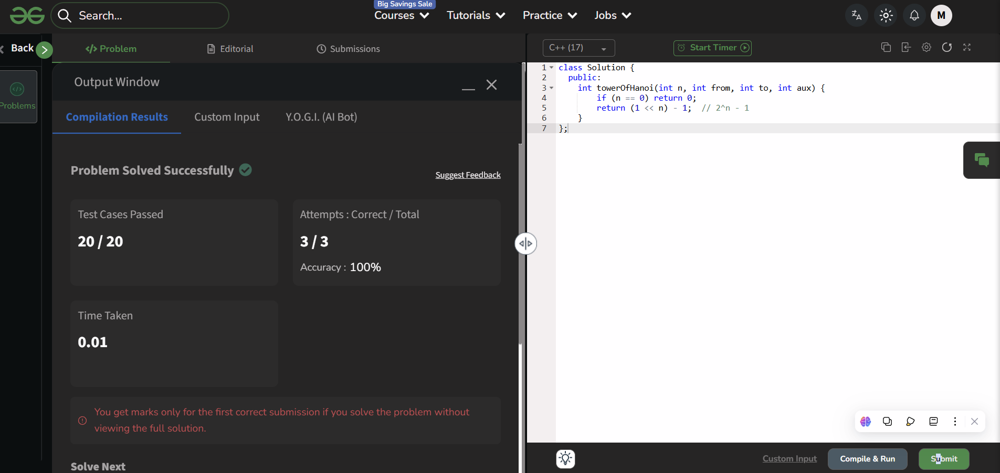 Search...
Big Savings Sale
Courses
Tutorials
Practice
Jobs
M
Back
Problems
</> Problem
Editorial
Submissions
Output Window
Compilation Results
Custom Input
Y.O.G.I. (AI Bot)
Problem Solved Successfully
Suggest Feedback
Test Cases Passed
20 / 20
Attempts : Correct / Total
3 / 3
Accuracy : 100%
Time Taken
0.01
You get marks only for the first correct submission if you solve the problem without
viewing the full solution.
Solve Next
C++ (17)
Start Timer
1 class Solution {
2   public:
3     int towerOfHanoi(int n, int from, int to, int aux) {
4         if (n == 0) return 0;
5         return (1 << n) - 1;  // 2^n - 1
6     }
7 };
Custom Input
Compile & Run
Submit